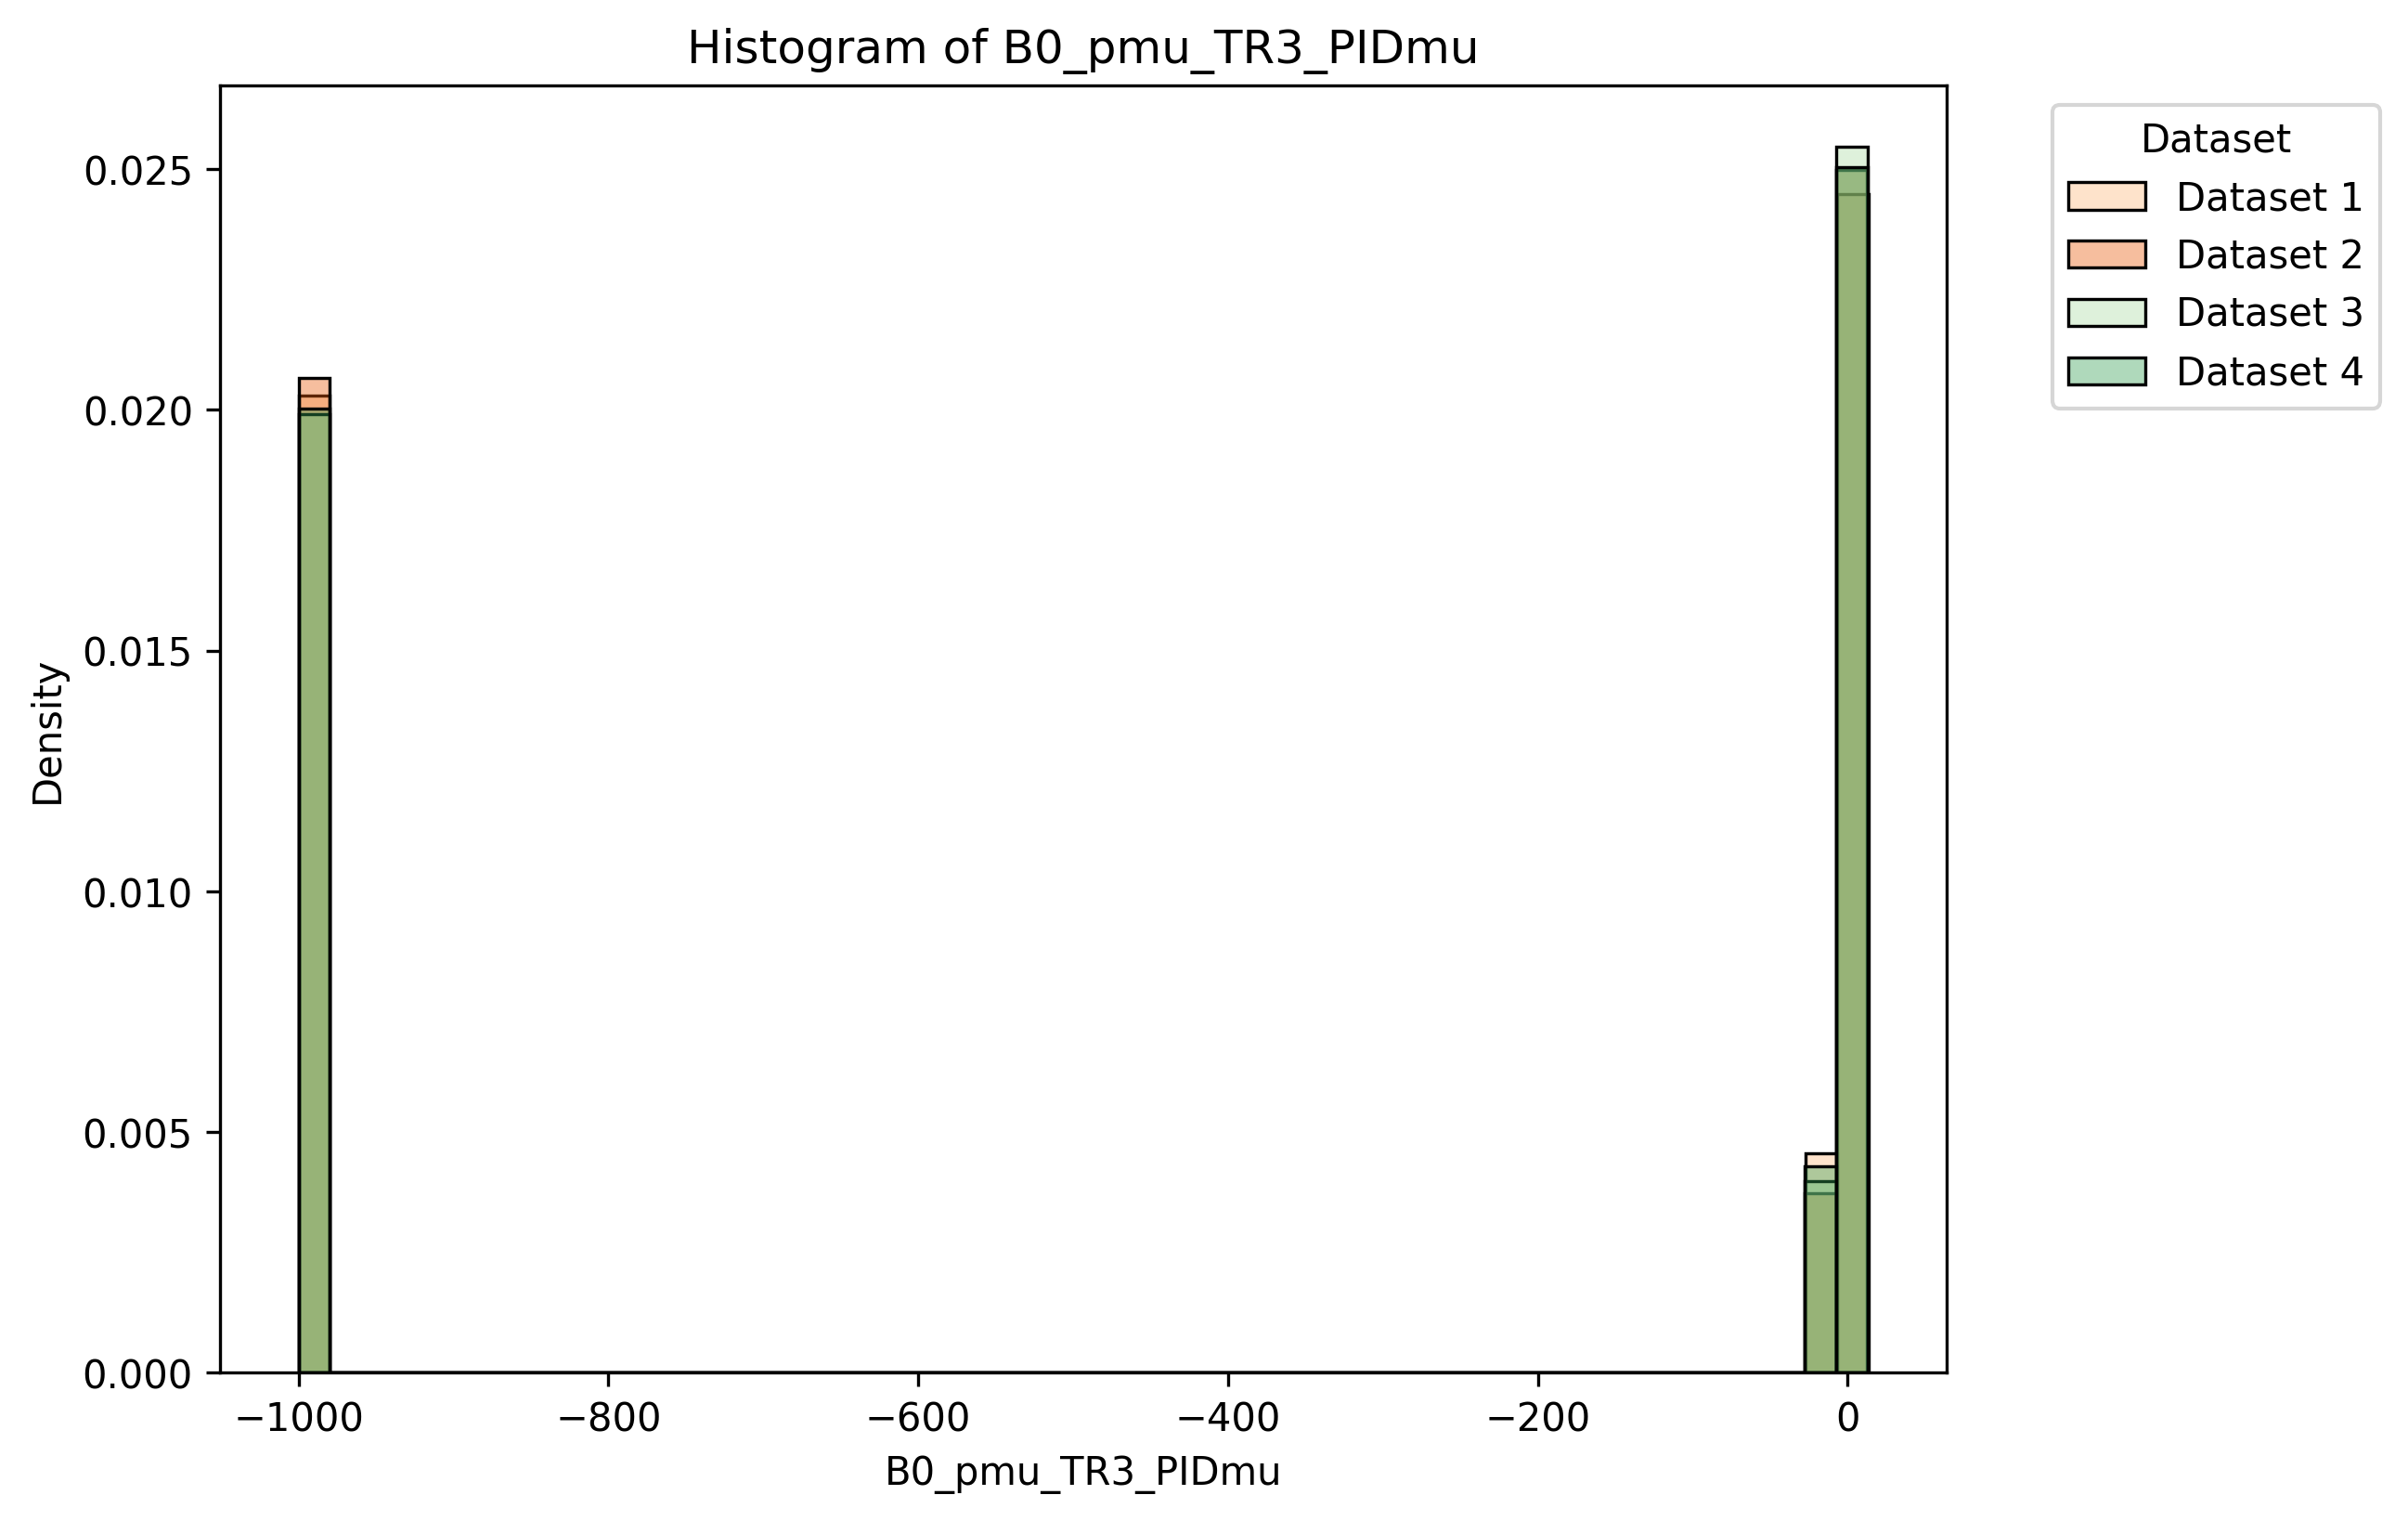 Histogram of B0_pmu_TR3_PIDmu
Density
0.025
0.020
0.015
0.010
0.005
0.000
−1000
−800
−600
−400
−200
0
B0_pmu_TR3_PIDmu
Dataset
Dataset 1
Dataset 2
Dataset 3
Dataset 4